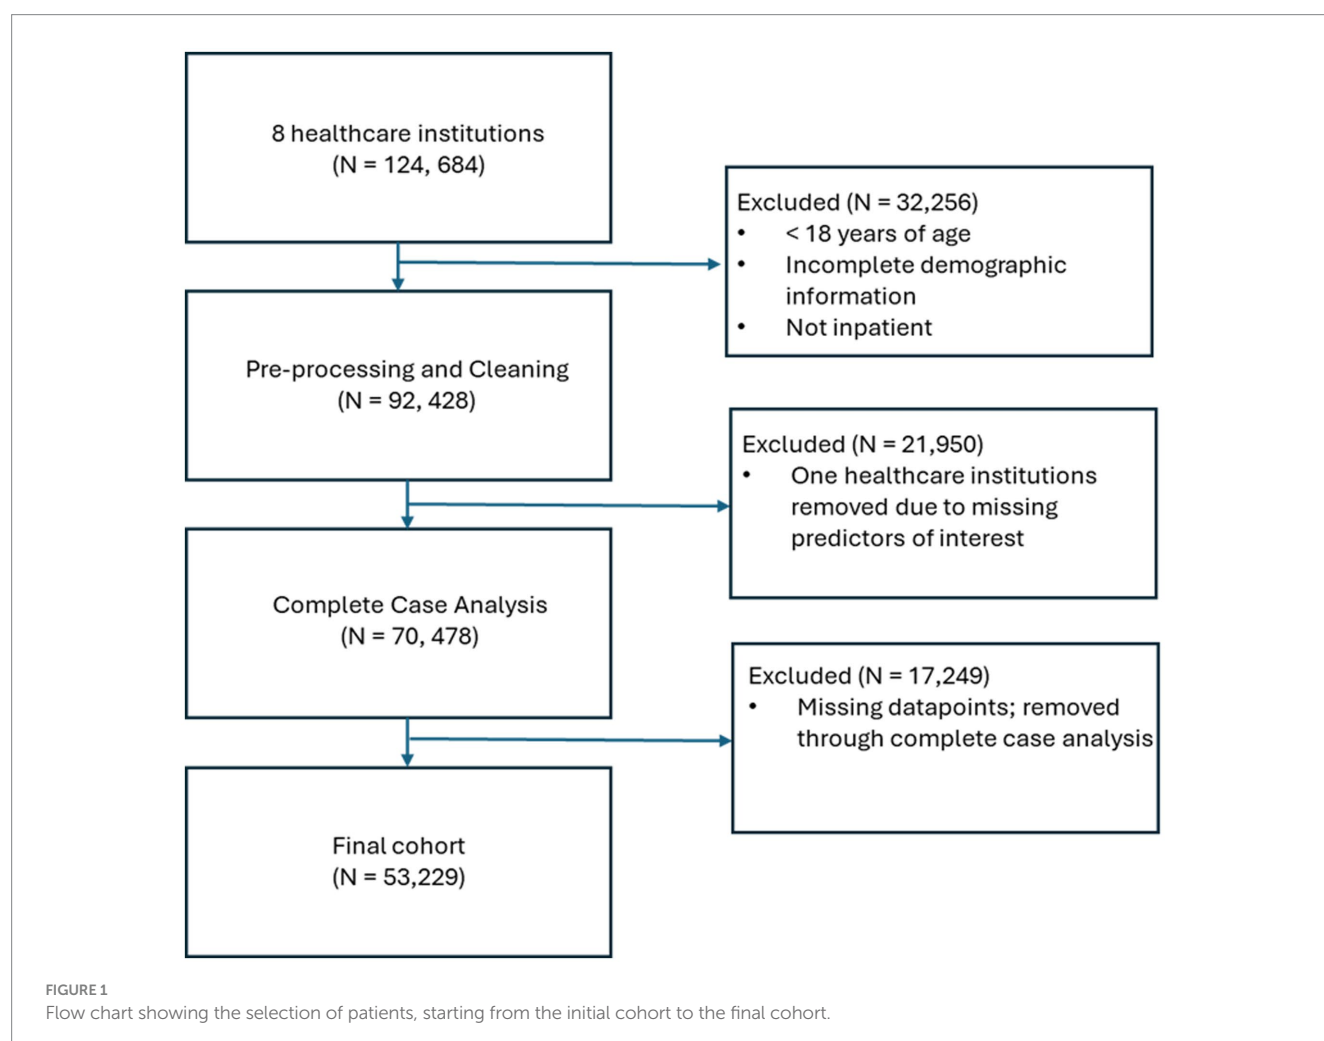 8 healthcare institutions
(N = 124, 684)
Excluded (N = 32,256)
• < 18 years of age
• Incomplete demographic
information
• Not inpatient
Pre-processing and Cleaning
(N = 92, 428)
Excluded (N = 21,950)
• One healthcare institutions
removed due to missing
predictors of interest
Complete Case Analysis
(N = 70, 478)
Excluded (N = 17,249)
• Missing datapoints; removed
through complete case analysis
Final cohort
(N = 53,229)
FIGURE 1
Flow chart showing the selection of patients, starting from the initial cohort to the final cohort.